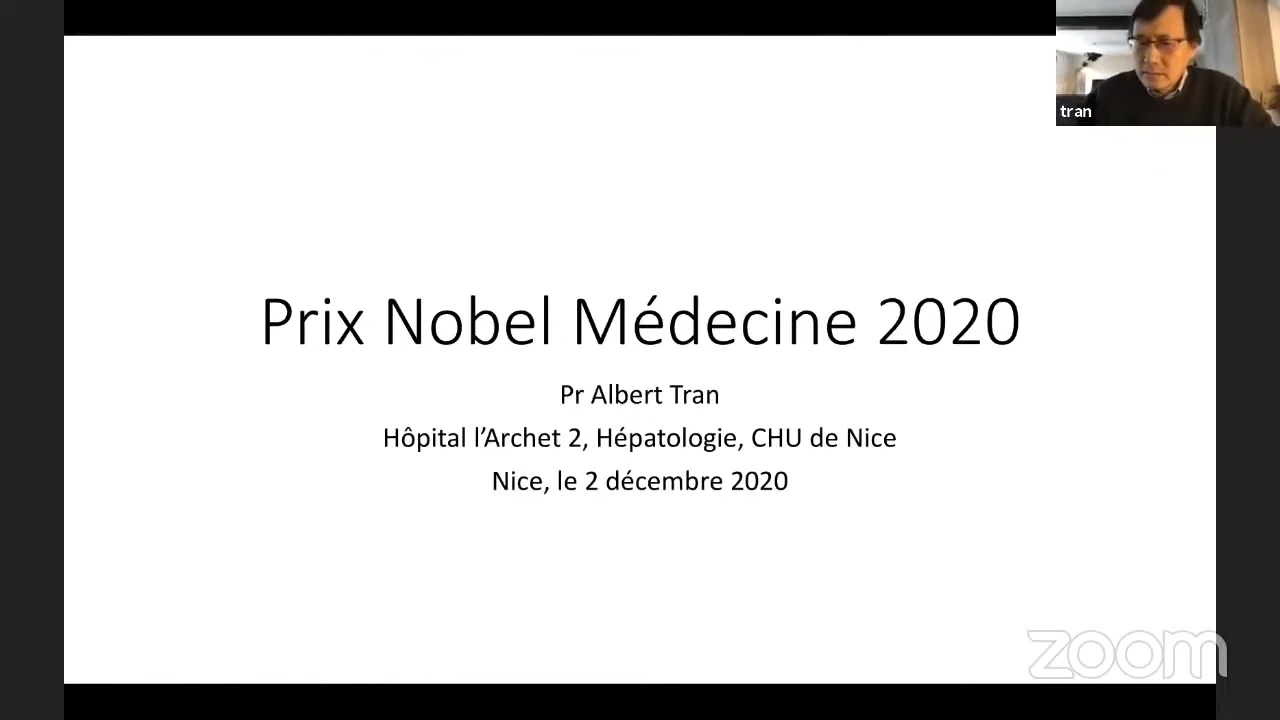 tran
Prix Nobel Médecine 2020
Pr Albert Tran
Hôpital l’Archet 2, Hépatologie, CHU de Nice
Nice, le 2 décembre 2020
zoom